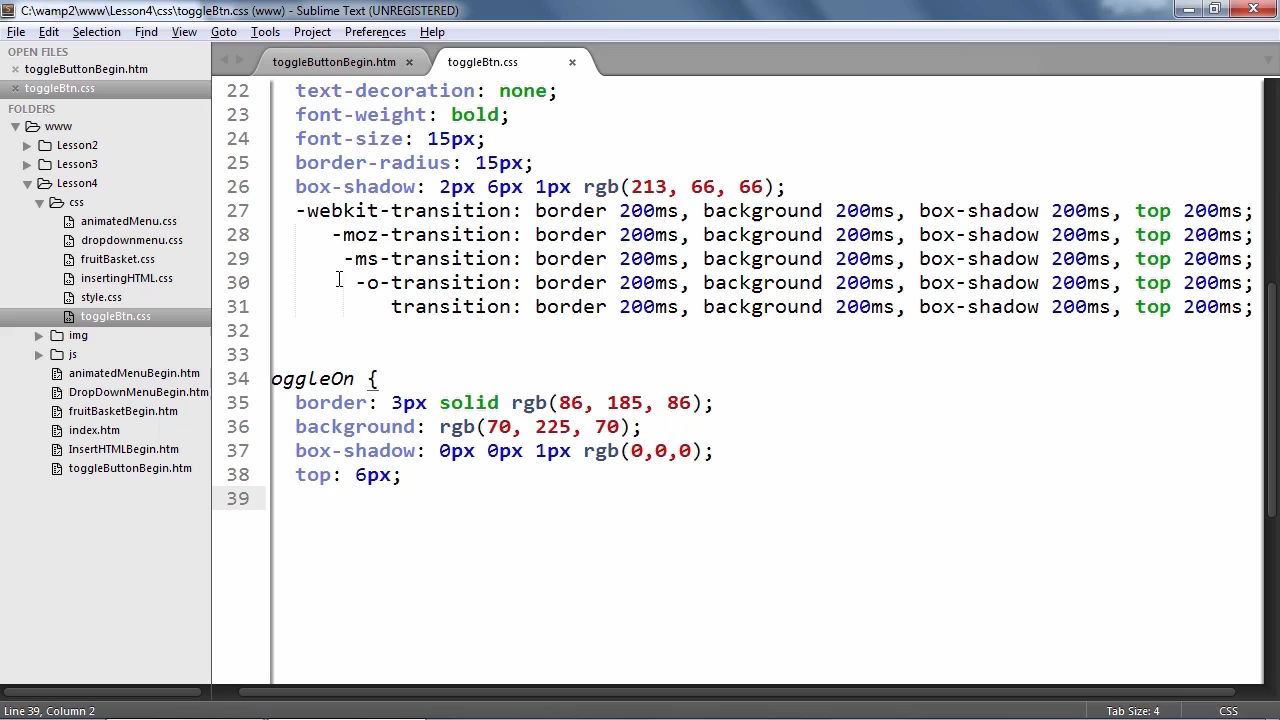 C:\wamp2\www\Lesson4\css\toggleBtn.css (www) - Sublime Text (UNREGISTERED)
File Edit Selection Find View Goto Tools Project Preferences Help
OPEN FILES
× toggleButtonBegin.htm
× toggleBtn.css
FOLDERS
www
Lesson2
Lesson3
Lesson4
css
animatedMenu.css
dropdownmenu.css
fruitBasket.css
insertingHTML.css
style.css
toggleBtn.css
img
js
animatedMenuBegin.htm
DropDownMenuBegin.htm
fruitBasketBegin.htm
index.htm
InsertHTMLBegin.htm
toggleButtonBegin.htm
toggleButtonBegin.htm × toggleBtn.css ×
22 text-decoration: none;
23 font-weight: bold;
24 font-size: 15px;
25 border-radius: 15px;
26 box-shadow: 2px 6px 1px rgb(213, 66, 66);
27 -webkit-transition: border 200ms, background 200ms, box-shadow 200ms, top 200ms;
28 -moz-transition: border 200ms, background 200ms, box-shadow 200ms, top 200ms;
29 -ms-transition: border 200ms, background 200ms, box-shadow 200ms, top 200ms;
30 -o-transition: border 200ms, background 200ms, box-shadow 200ms, top 200ms;
31 transition: border 200ms, background 200ms, box-shadow 200ms, top 200ms;
32
33
34 oggleOn {
35 border: 3px solid rgb(86, 185, 86);
36 background: rgb(70, 225, 70);
37 box-shadow: 0px 0px 1px rgb(0,0,0);
38 top: 6px;
39
Line 39, Column 2 Tab Size: 4 CSS